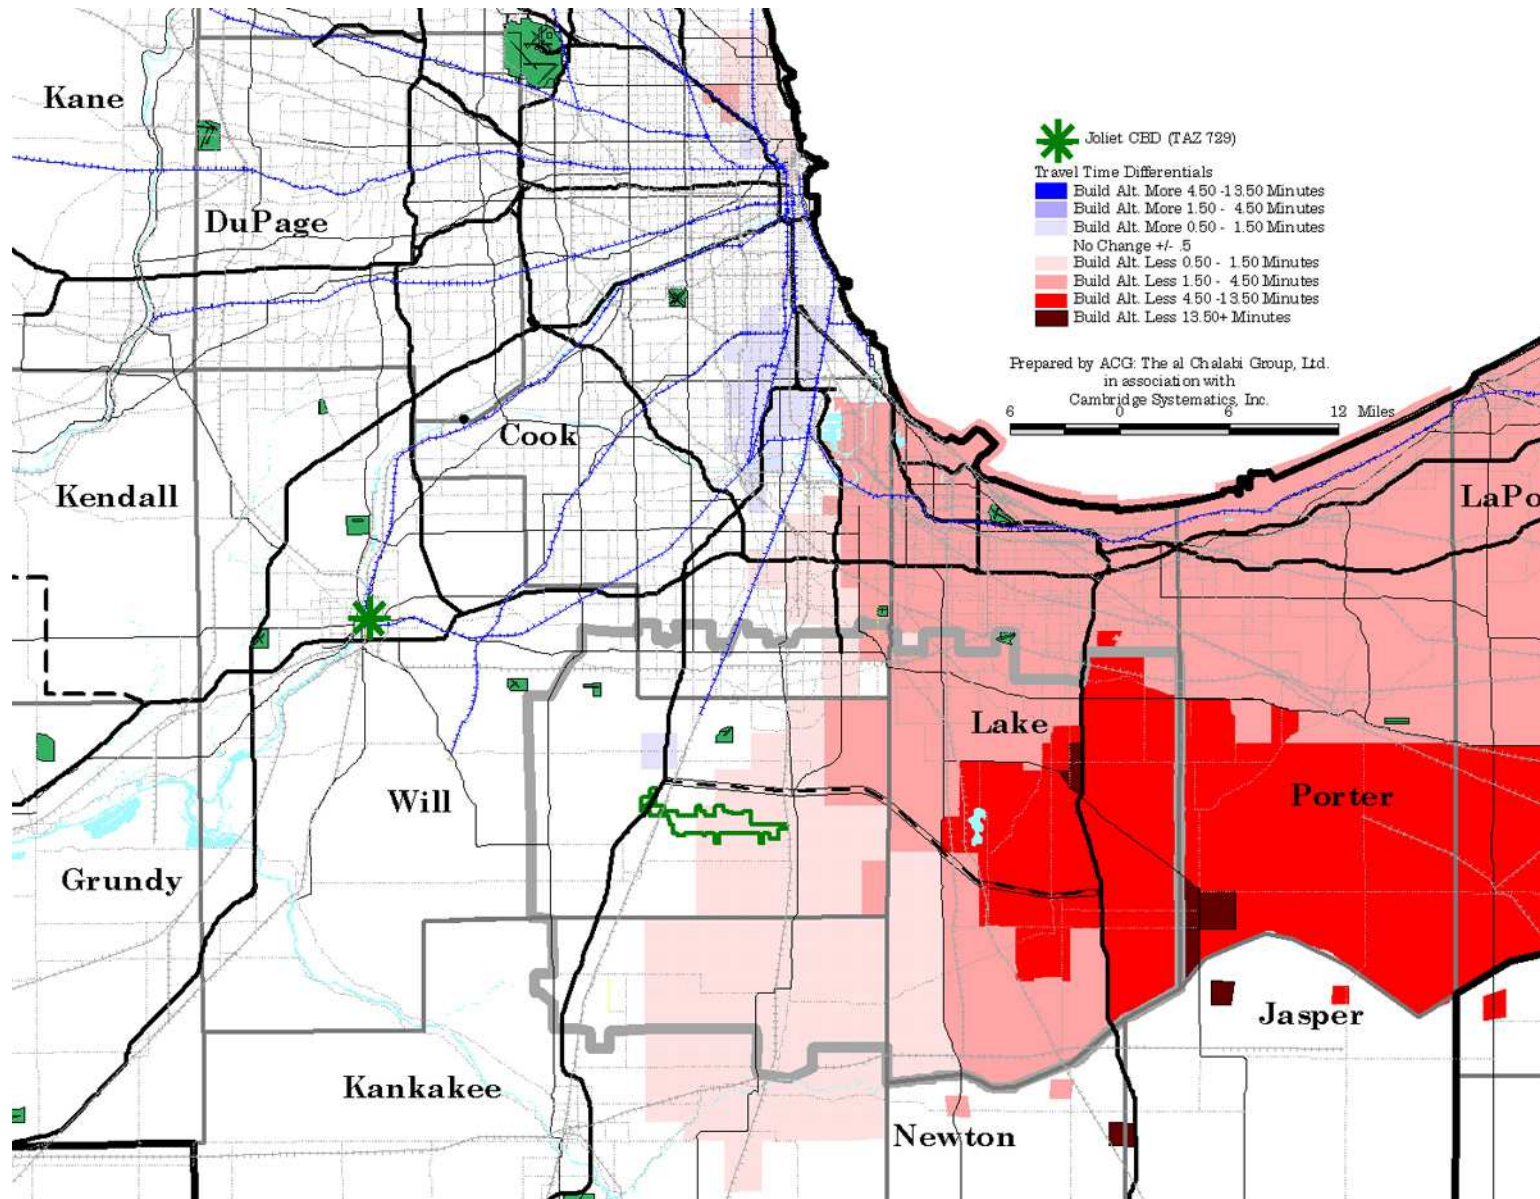 Kane
DuPage
Cook
Kendall
Will
Grundy
Kankakee
Lake
LaPo
Porter
Jasper
Newton
Joliet CBD (TAZ 729)
Travel Time Differentials
Build Alt. More 4.50 -13.50 Minutes
Build Alt. More 1.50 - 4.50 Minutes
Build Alt. More 0.50 - 1.50 Minutes
No Change +/- .5
Build Alt. Less 0.50 - 1.50 Minutes
Build Alt. Less 1.50 - 4.50 Minutes
Build Alt. Less 4.50 -13.50 Minutes
Build Alt. Less 13.50+ Minutes
Prepared by ACG: The al Chalabi Group, Ltd.
in association with
Cambridge Systematics, Inc.
6 0 6 12 Miles